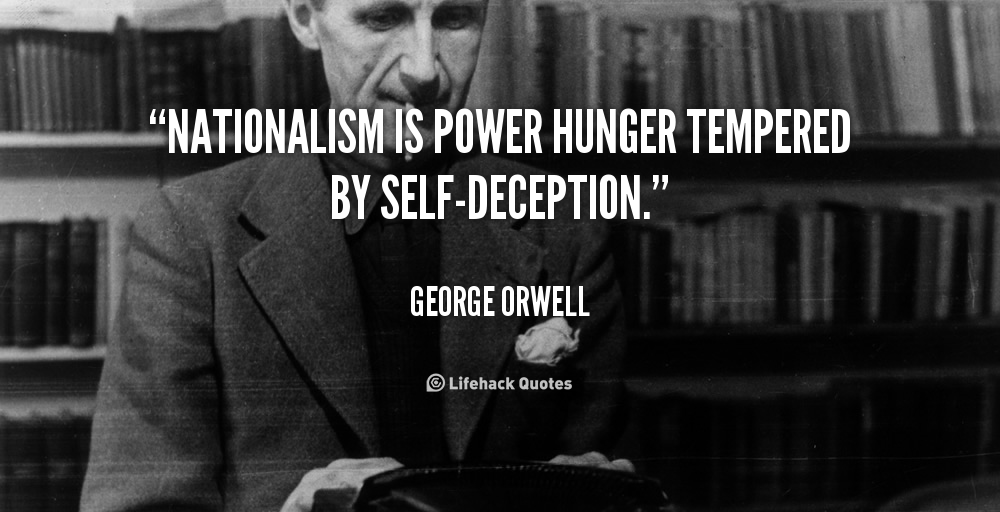 “NATIONALISM IS POWER HUNGER TEMPERED
BY SELF-DECEPTION.”
GEORGE ORWELL
Lifehack Quotes